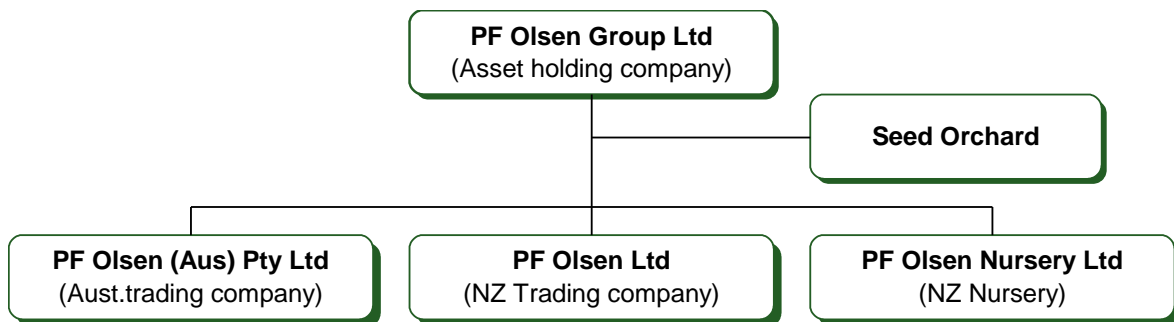 PF Olsen Group Ltd
(Asset holding company)
Seed Orchard
PF Olsen (Aus) Pty Ltd
(Aust.trading company)
PF Olsen Ltd
(NZ Trading company)
PF Olsen Nursery Ltd
(NZ Nursery)